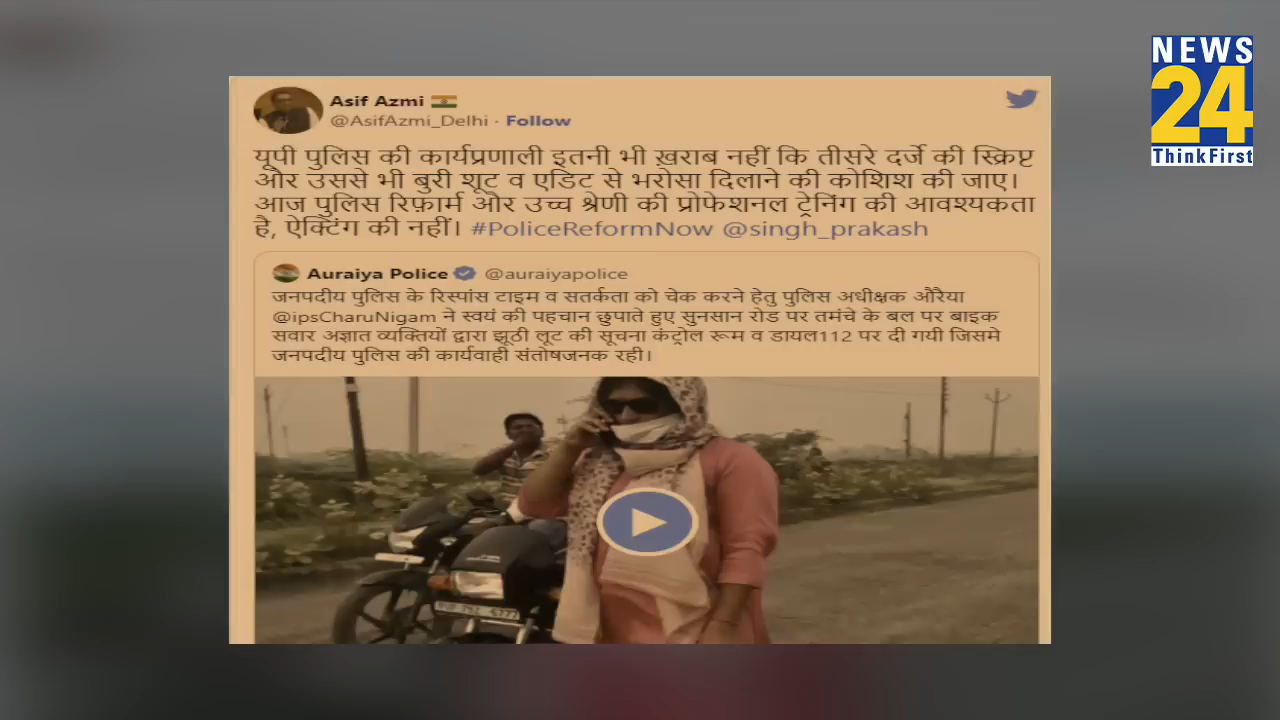 NEWS
24
ThinkFirst
Asif Azmi
@AsifAzmi_Delhi · Follow
यूपी पुलिस की कार्यप्रणाली इतनी भी ख़राब नहीं कि तीसरे दर्जे की स्क्रिप्ट
और उससे भी बुरी शूट व एडिट से भरोसा दिलाने की कोशिश की जाए।
आज पुलिस रिफ़ार्म और उच्च श्रेणी की प्रोफेशनल ट्रेनिंग की आवश्यकता
है, ऐक्टिंग की नहीं। #PoliceReformNow @singh_prakash
Auraiya Police @auraiyapolice
जनपदीय पुलिस के रिस्पांस टाइम व सतर्कता को चेक करने हेतु पुलिस अधीक्षक औरैया
@ipsCharuNigam ने स्वयं की पहचान छुपाते हुए सुनसान रोड पर तमंचे के बल पर बाइक
सवार अज्ञात व्यक्तियों द्वारा झूठी लूट की सूचना कंट्रोल रूम व डायल112 पर दी गयी जिसमे
जनपदीय पुलिस की कार्यवाही संतोषजनक रही।